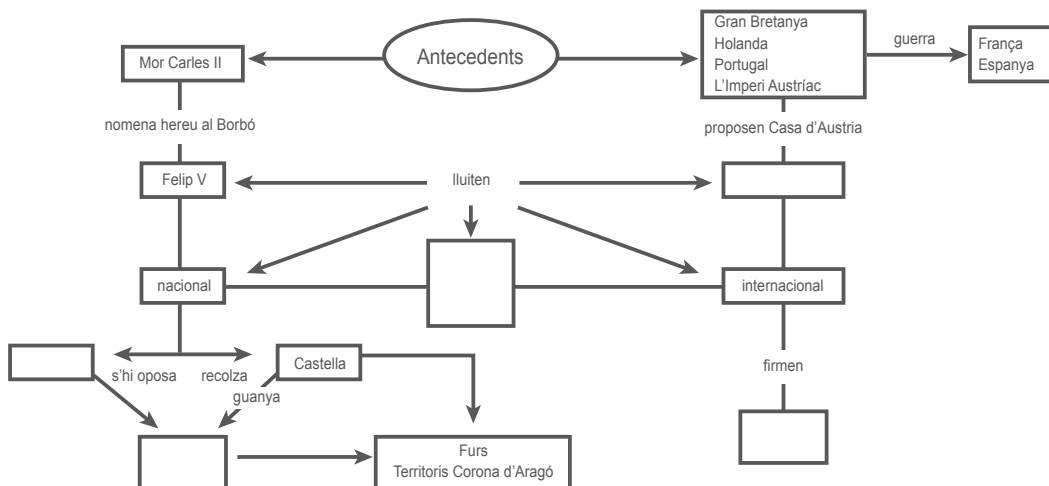 Antecedents
Mor Carles II
Gran Bretanya
Holanda
Portugal
L'Imperi Austríac
guerra
França
Espanya
nomena hereu al Borbó
proposen Casa d'Austria
Felip V
lluiten
nacional
internacional
s'hi oposa
recolza
Castella
guanya
firmen
Furs
Territoris Corona d'Aragó